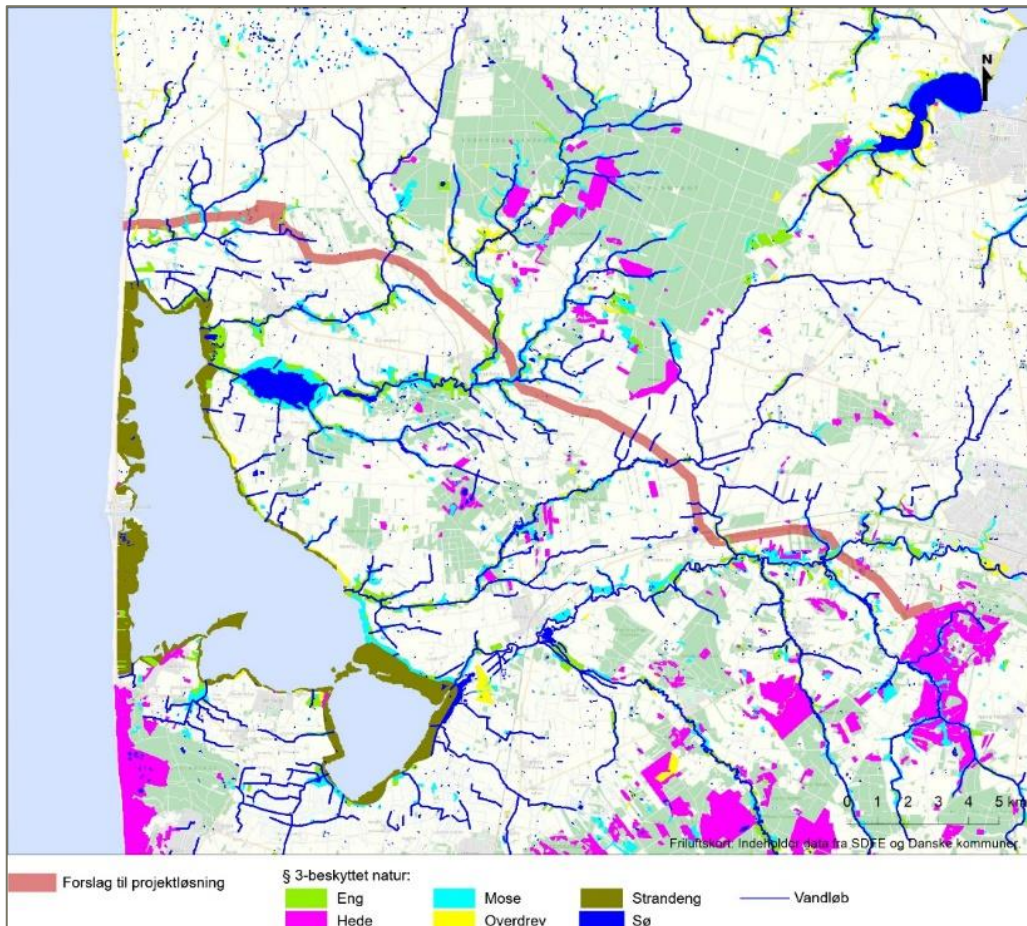 N
0 1 2 3 4 5 km
Friluftskort: Indeholder data fra SDFE og Danske kommuner.
Forslag til projektløsning
§ 3-beskyttet natur:
Eng
Mose
Strandeng
Vandløb
Hede
Overdrev
Sø